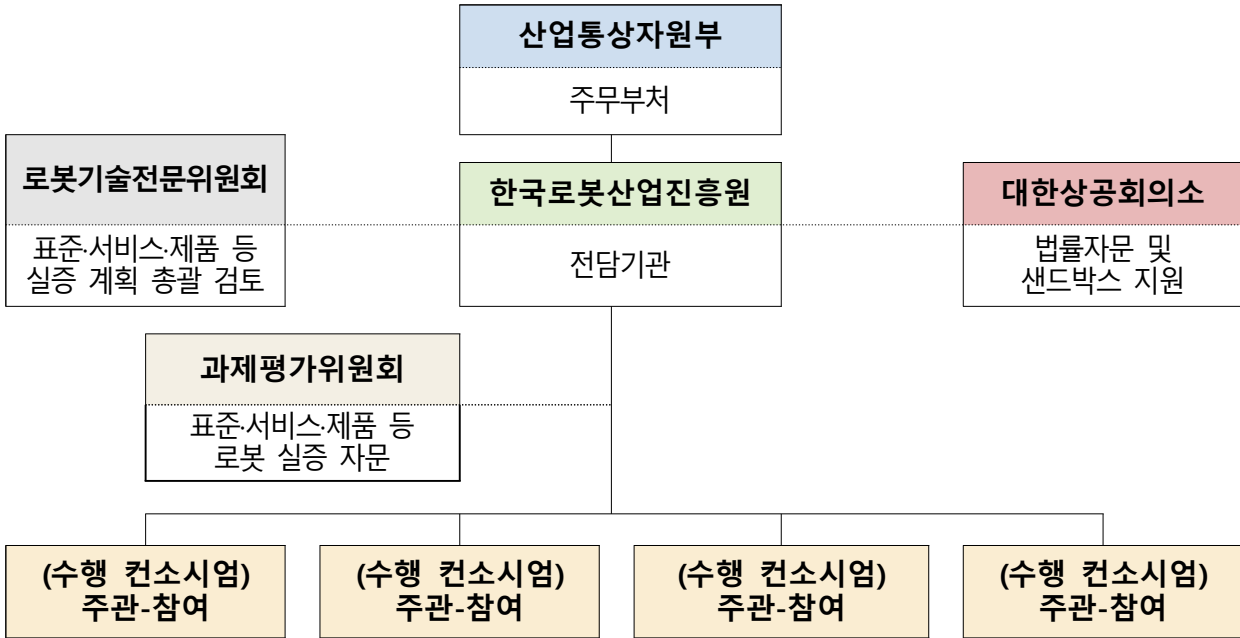 산업통상자원부
주무부처
로봇기술전문위원회
표준·서비스·제품 등
실증 계획 총괄 검토
한국로봇산업진흥원
전담기관
대한상공회의소
법률자문 및
샌드박스 지원
과제평가위원회
표준·서비스·제품 등
로봇 실증 자문
(수행 컨소시엄)
주관-참여
(수행 컨소시엄)
주관-참여
(수행 컨소시엄)
주관-참여
(수행 컨소시엄)
주관-참여